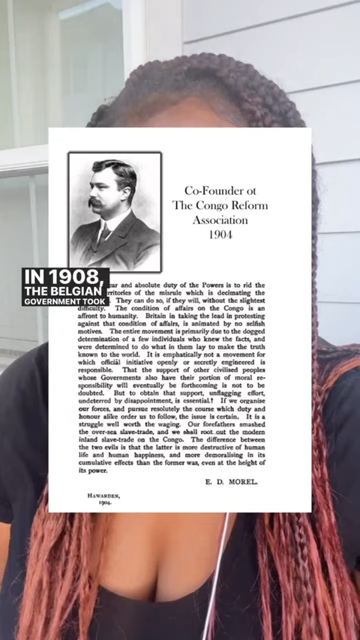 Co-Founder of
The Congo Reform
Association
1904
IN 1908,
THE BELGIAN
GOVERNMENT TOOK
and absolute duty of the Powers is to rid the
of the misrule which is decimating the
They can do so, if they will, without the slightest
difficulty. The condition of affairs on the Congo is an
affront to humanity. Britain in taking the lead in protesting
against that condition of affairs, is animated by no selfish
motives. The entire movement is primarily due to the dogged
determination of a few individuals who knew the facts, and
were determined to do what in them lay to make the truth
known to the world. It is emphatically not a movement for
which official initiative openly or secretly engineered is
responsible. That the support of other civilised peoples
whose Governments also have their portion of moral re-
sponsibility will eventually be forthcoming is not to be
doubted. But to obtain that support, unflagging effort,
undeterred by disappointment, is essential.† If we organise
our forces, and pursue resolutely the course which duty and
honour alike order us to follow, the issue is certain. It is a
struggle well worth the waging. Our forefathers smashed
the over-sea slave-trade, and we shall root out the modern
inland slave-trade on the Congo. The difference between
the two evils is that the latter is more destructive of human
life and human happiness, and more demoralising in its
cumulative effects than the former was, even at the height of
its power.
E. D. MOREL.
HAWARDEN,
1904.